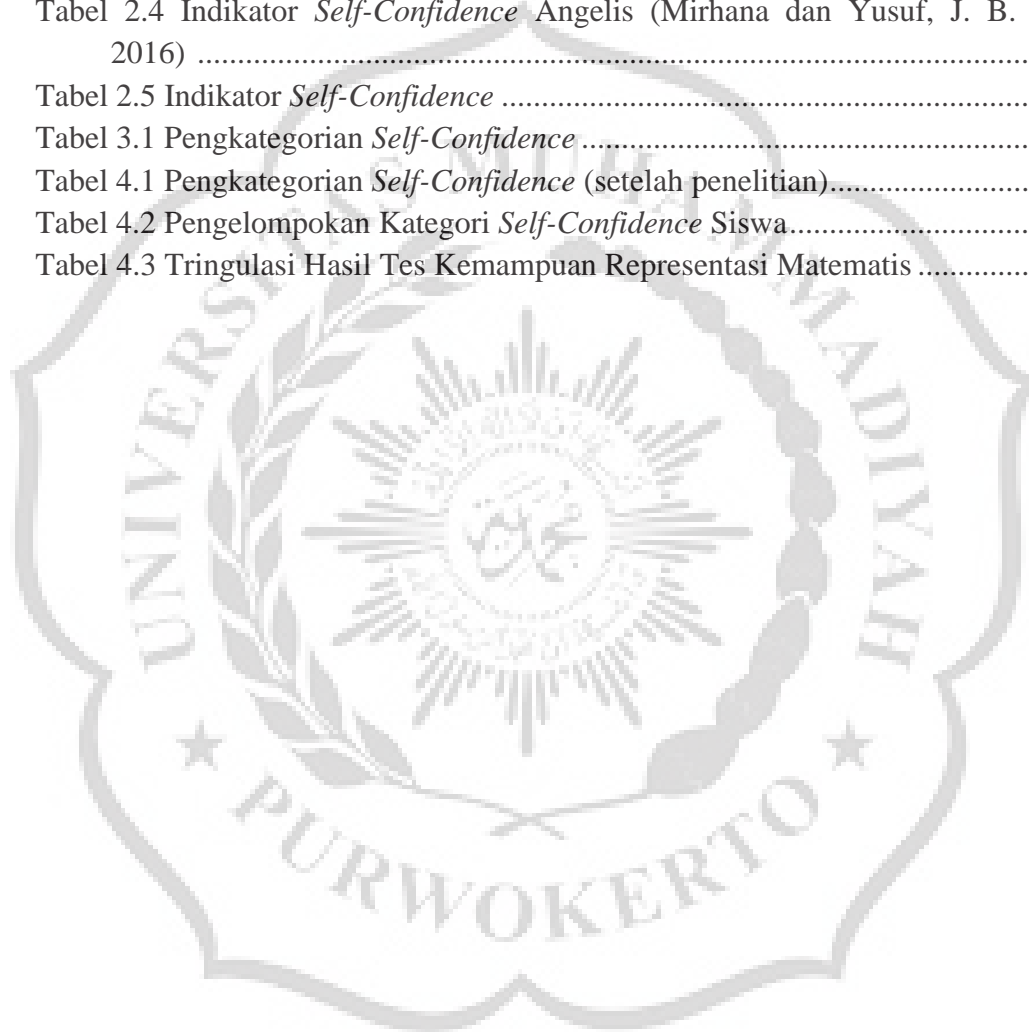 Tabel 2.4 Indikator Self-Confidence Angelis (Mirhana dan Yusuf, J. B.
2016) ........................................................................................
Tabel 2.5 Indikator Self-Confidence ........................................................
Tabel 3.1 Pengkategorian Self-Confidence ...............................................
Tabel 4.1 Pengkategorian Self-Confidence (setelah penelitian).....................
Tabel 4.2 Pengelompokan Kategori Self-Confidence Siswa.........................
Tabel 4.3 Tringulasi Hasil Tes Kemampuan Representasi Matematis ............
UNIVERSITAS MUHAMMADIYAH
PURWOKERTO